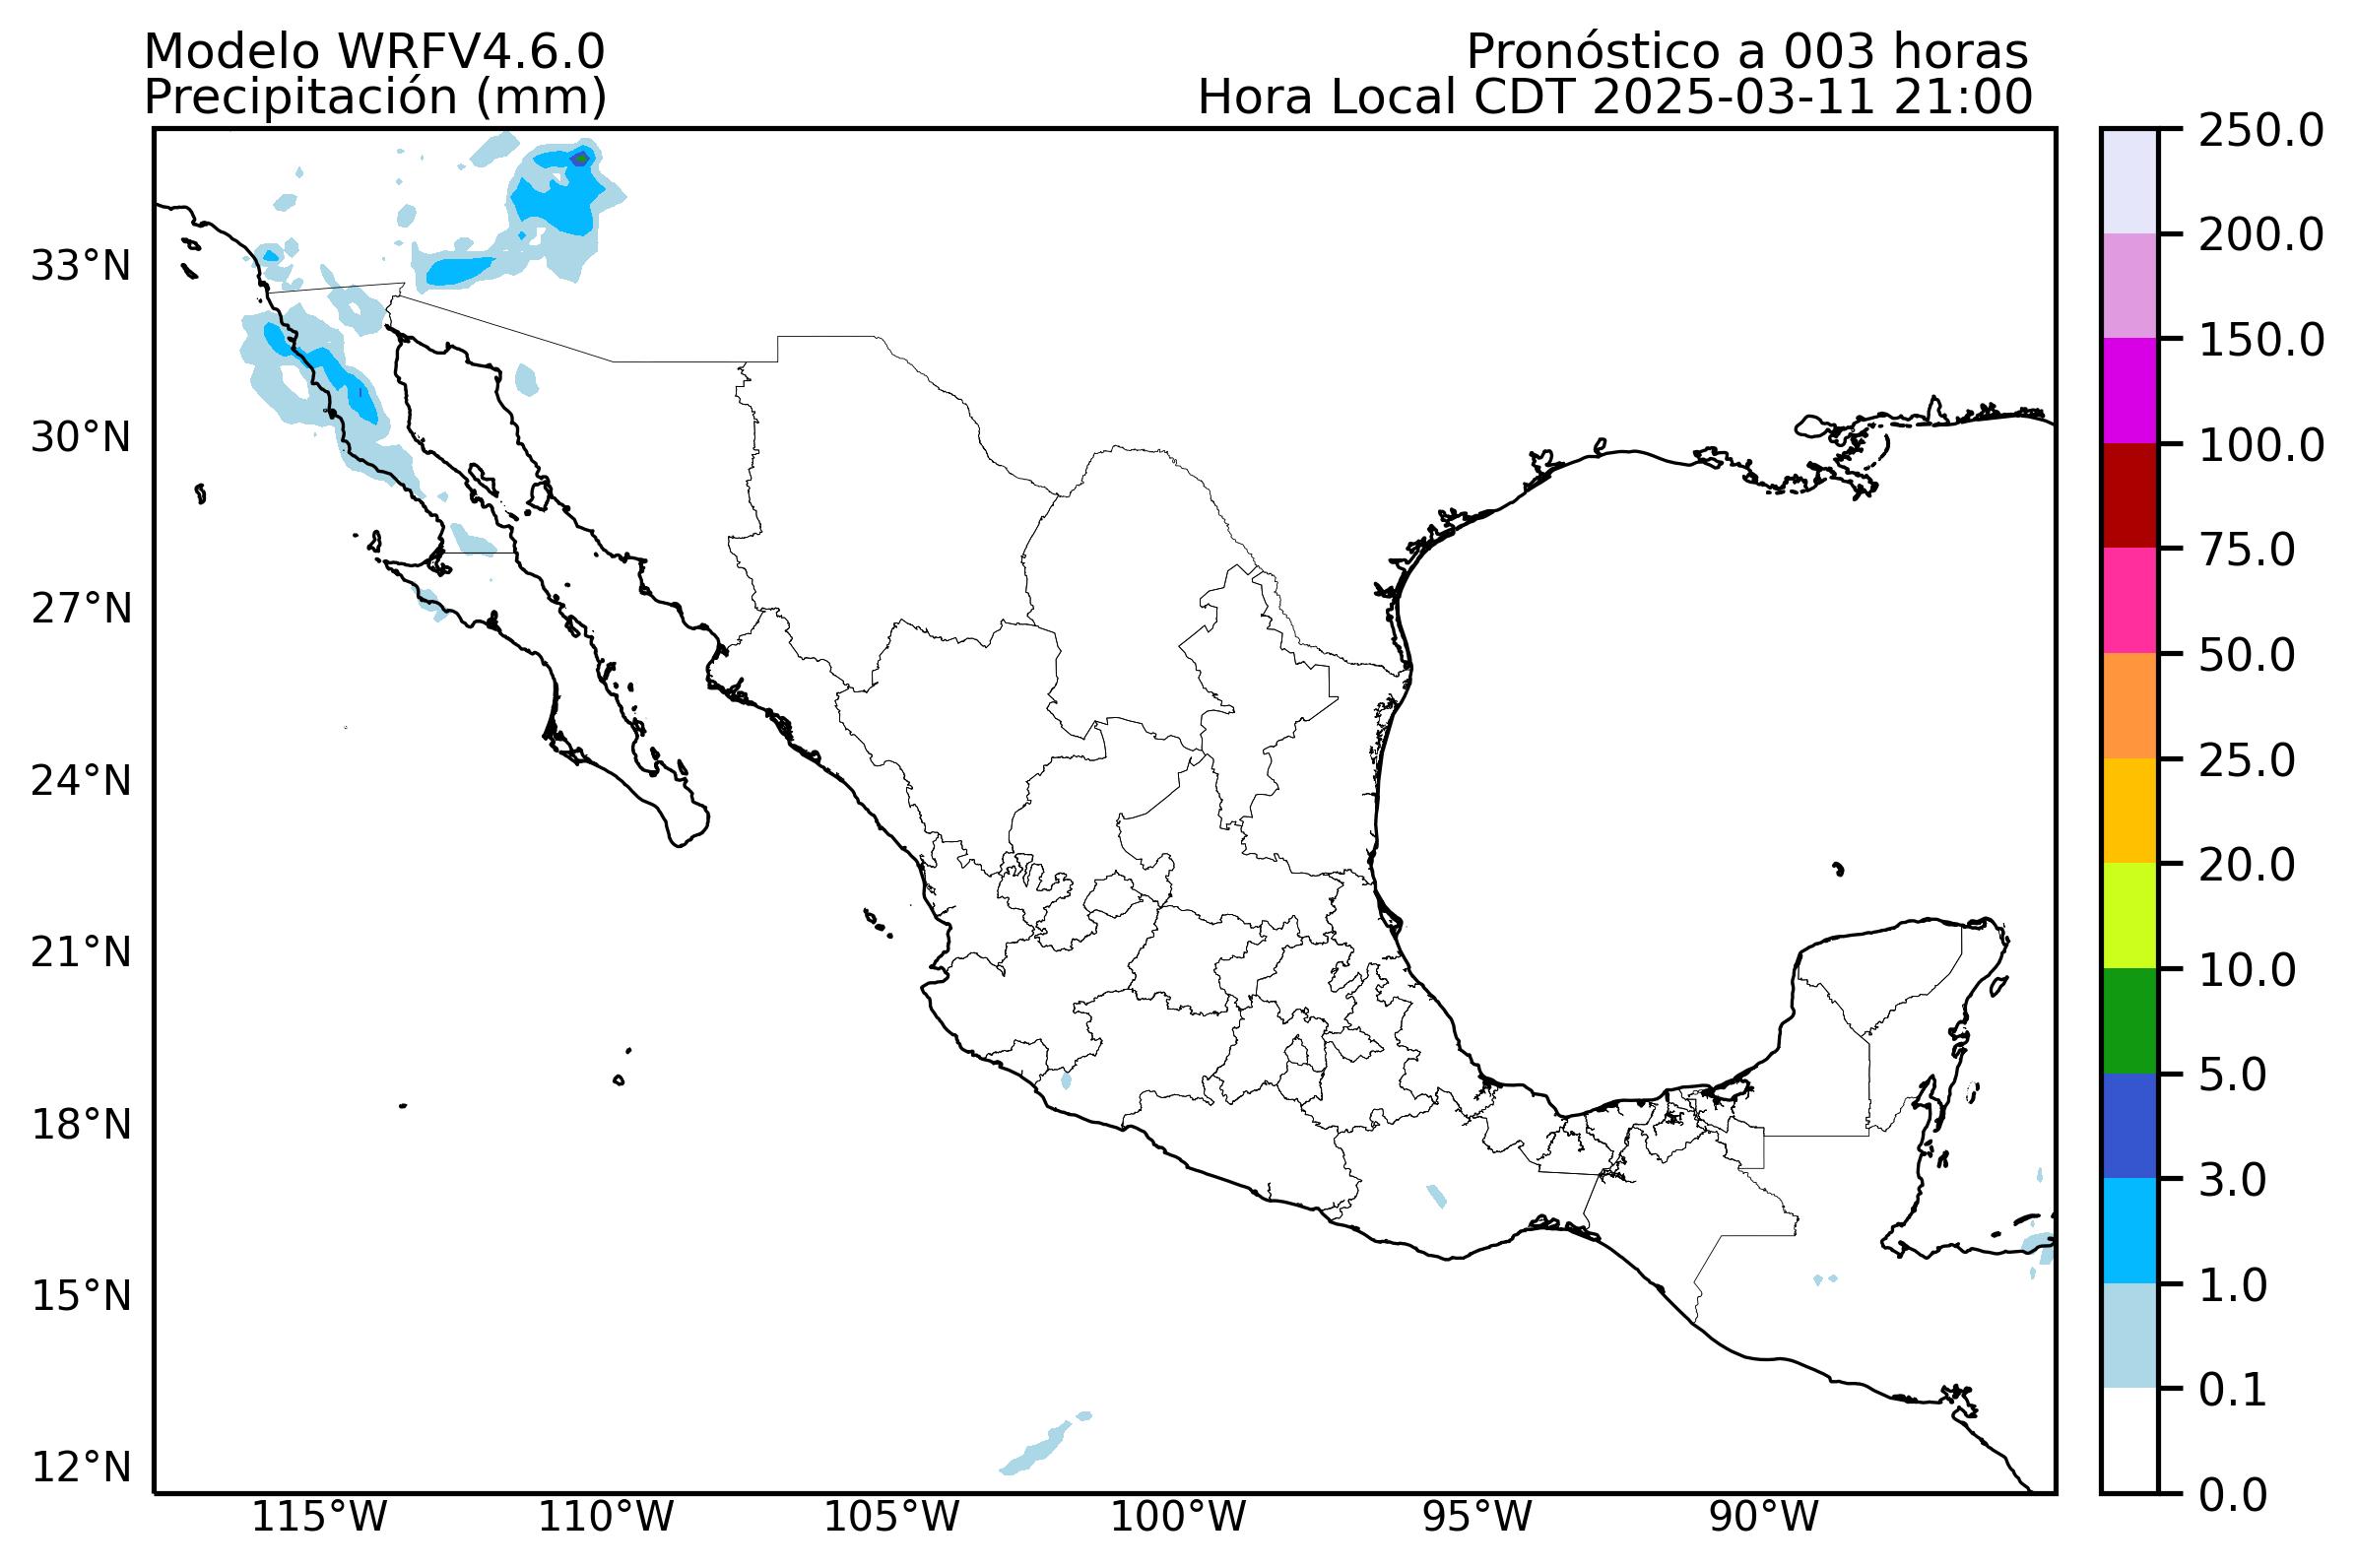 Modelo WRFV4.6.0
Precipitación (mm)
Pronóstico a 003 horas
Hora Local CDT 2025-03-11 21:00
33°N
30°N
27°N
24°N
21°N
18°N
15°N
12°N
115°W
110°W
105°W
100°W
95°W
90°W
250.0
200.0
150.0
100.0
75.0
50.0
25.0
20.0
10.0
5.0
3.0
1.0
0.1
0.0